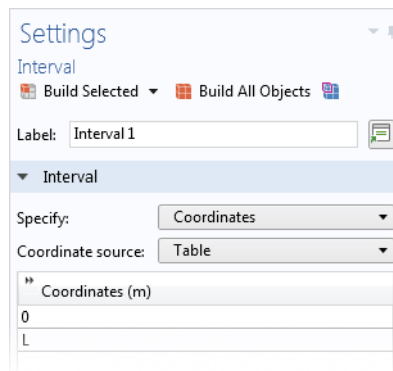 Settings
Interval
Build Selected Build All Objects
Label: Interval 1
Interval
Specify: Coordinates
Coordinate source: Table
Coordinates (m)
0
L